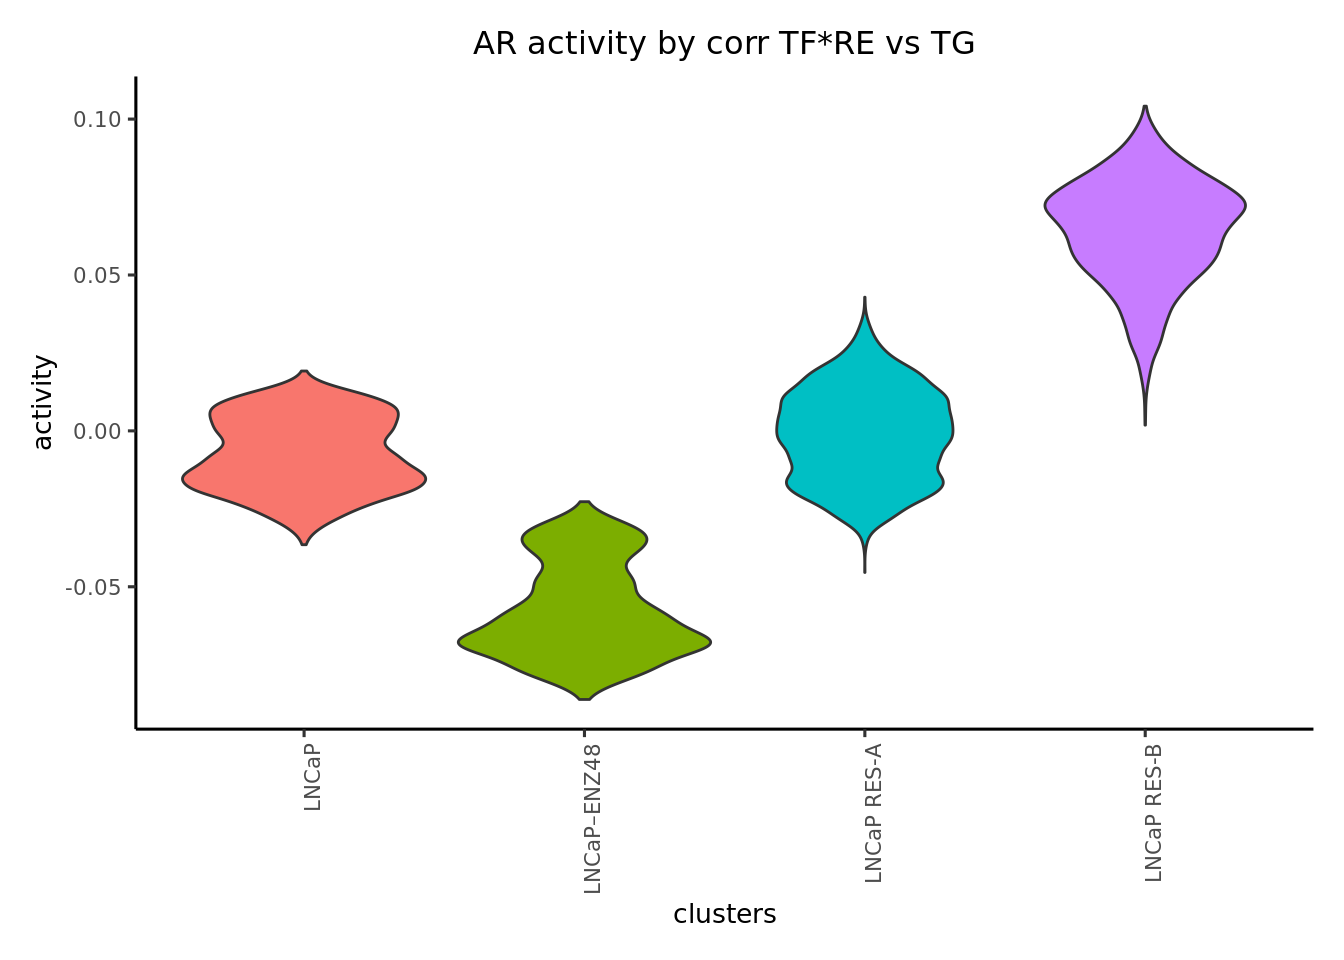 AR activity by corr TF*RE vs TG
activity
0.10
0.05
0.00
-0.05
LNCaP
LNCaP–ENZ48
LNCaP RES-A
LNCaP RES-B
clusters